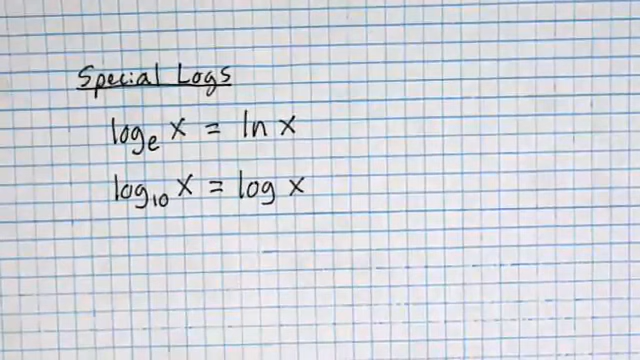 Special Logs
logₑ x = ln x
log₁₀ x = log x